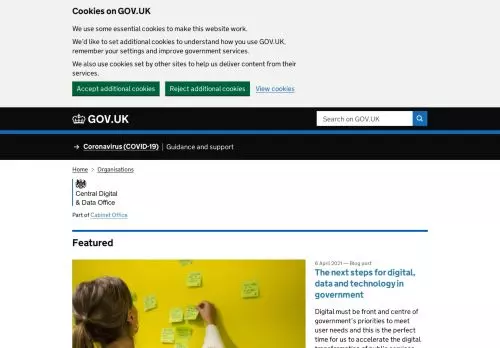 Cookies on GOV.UK
We use some essential cookies to make this website work.
We'd like to set additional cookies to understand how you use GOV.UK,
remember your settings and improve government services.
We also use cookies set by other sites to help us deliver content from their
services.
Accept additional cookies
Reject additional cookies
View cookies
GOV.UK
Search on GOV.UK
→ Coronavirus (COVID-19) | Guidance and support
Home > Organisations
Central Digital
& Data Office
Part of Cabinet Office
Featured
6 April 2021 — Blog post
The next steps for digital,
data and technology in
government
Digital must be front and centre of
government's priorities to meet
user needs and this is the perfect
time for us to accelerate the digital